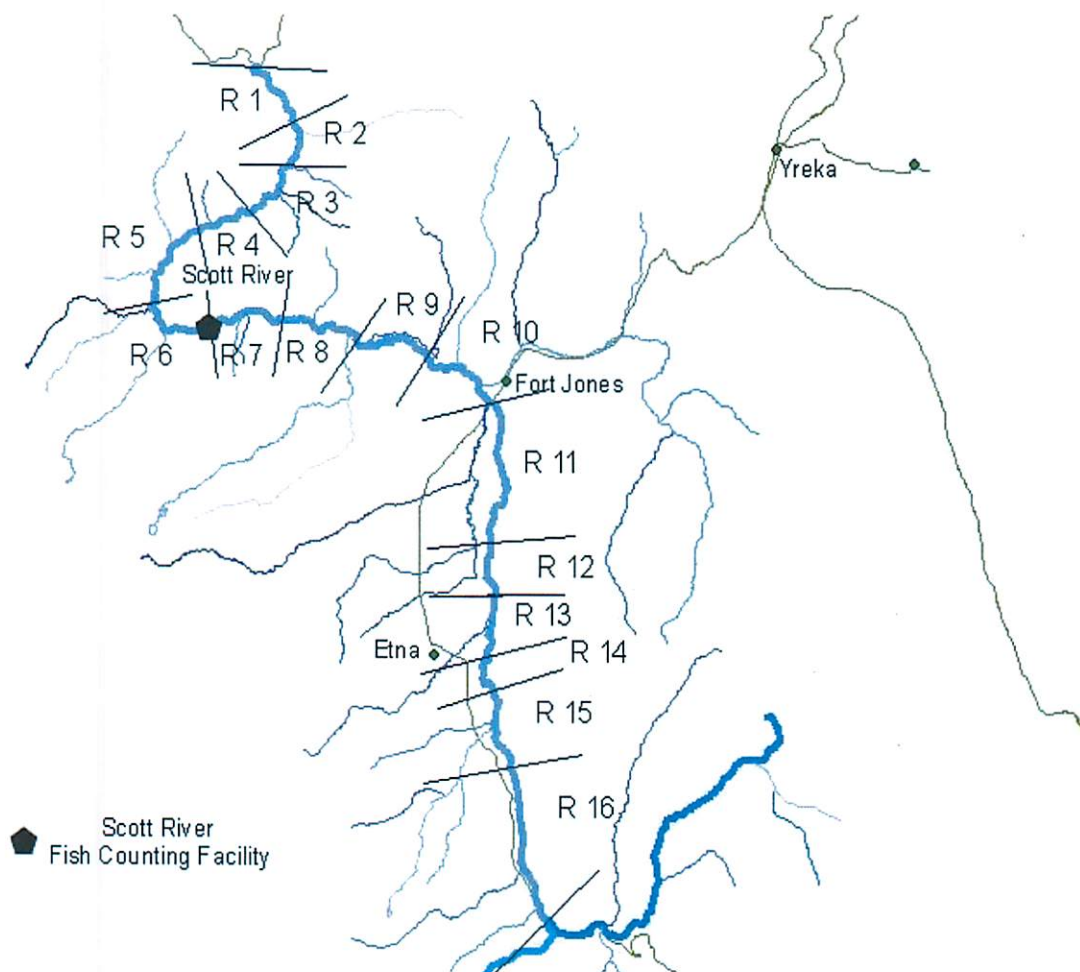 R 1
R 2
Yreka
R 3
R 5
R 4
Scott River
R 9
R 10
R 6
R 7
R 8
Fort Jones
R 11
R 12
R 13
Etna
R 14
R 15
R 16
Scott River
Fish Counting Facility